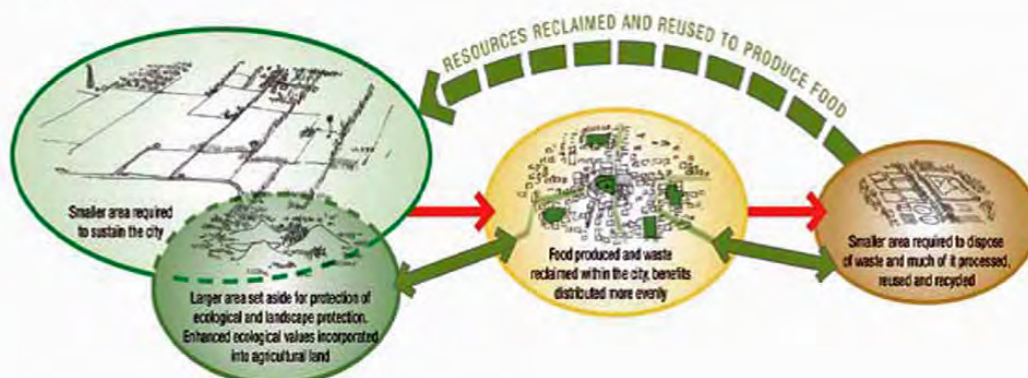 RESOURCES RECLAIMED AND REUSED TO PRODUCE FOOD
Smaller area required
to sustain the city
Larger area set aside for protection of
ecological and landscape protection.
Enhanced ecological values incorporated
into agricultural land
Food produced and waste
reclaimed within the city, benefits
distributed more evenly
Smaller area required to dispose
of waste and much of it processed,
reused and recycled